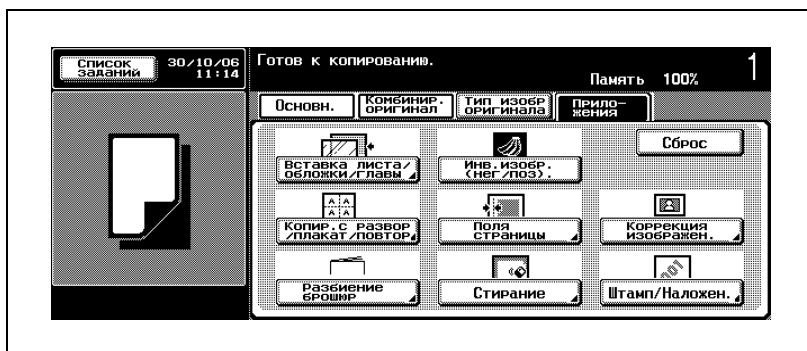 Список
заданий
30/10/06
11:14
Готов к копированию.
Память 100%
1
Основн.
Комбинир.
оригинал
Тип изобр
оригинала
Прило-
жения
Сброс
Вставка листа/
обложки/главы
Инв.изобр.
(нег/поз).
A A
A A
Копир.с развор
/плакат/повтор
Поля
страницы
Коррекция
изображен.
Разбиение
брошюр
Стирание
001
Штамп/Наложен.